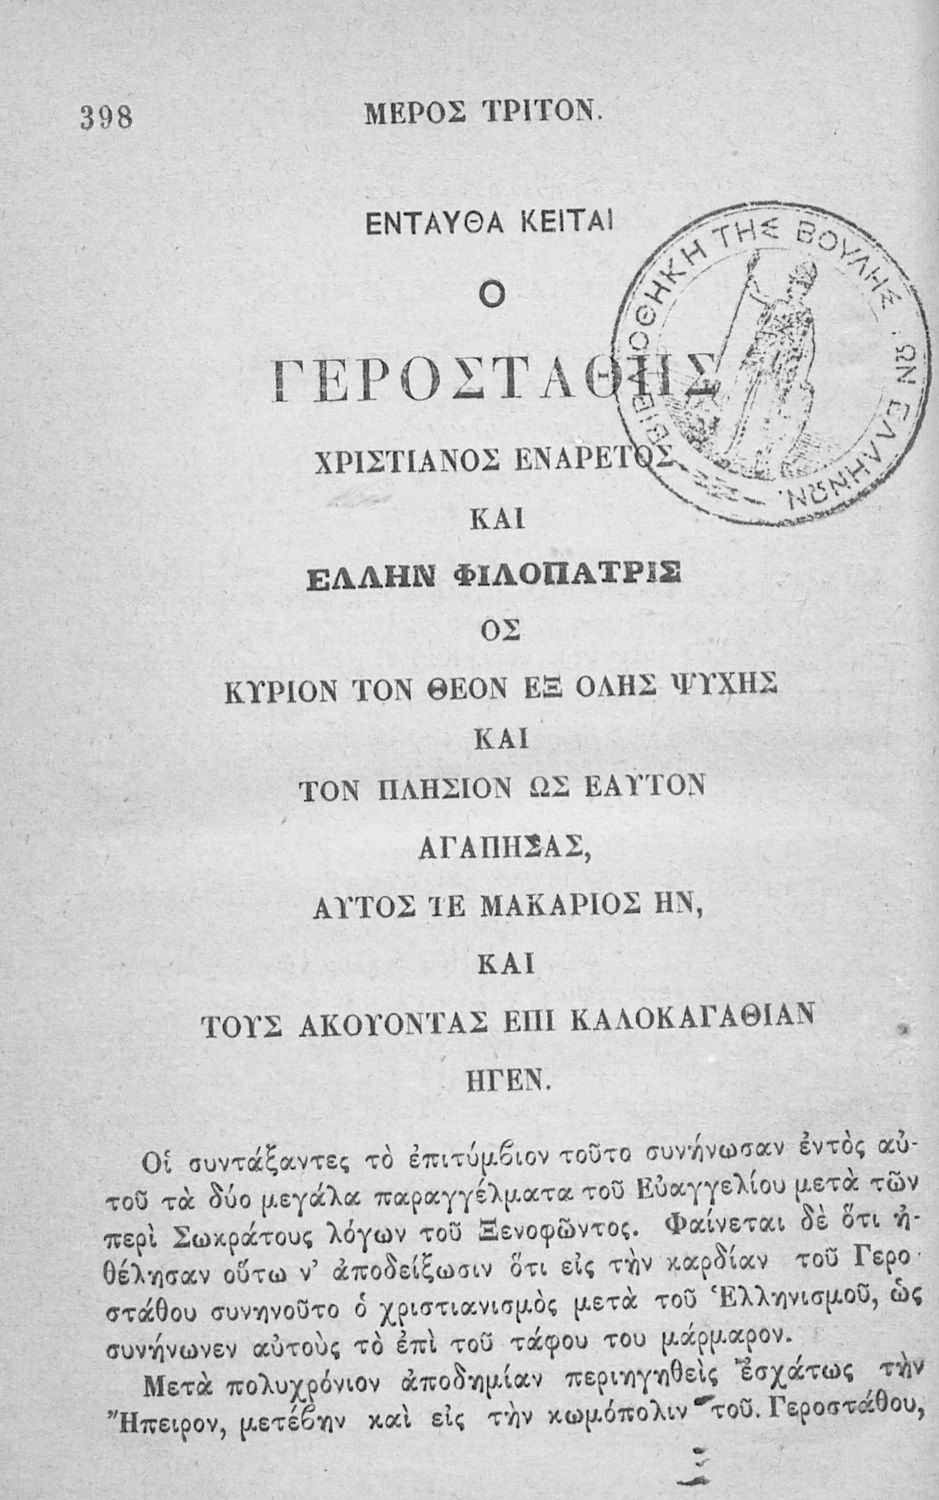 398 ΜΕΡΟΣ ΤΡΙΤΟΝ.
ΕΝΤΑΥΘΑ ΚΕΙΤΑΙ
Ο
ΓΕΡΟΣΤΑΘΗΣ
ΒΙΒΛΙΟΘΗΚΗ ΤΗΣ ΒΟΥΛΗΣ ΤΩΝ ΕΛΛΗΝΩΝ.
ΧΡΙΣΤΙΑΝΟΣ ΕΝΑΡΕΤΟΣ
ΚΑΙ
ΕΛΛΗΝ ΦΙΛΟΠΑΤΡΙΣ
ΟΣ
ΚΥΡΙΟΝ ΤΟΝ ΘΕΟΝ ΕΞ ΟΛΗΣ ΨΥΧΗΣ
ΚΑΙ
ΤΟΝ ΠΛΗΣΙΟΝ ΩΣ ΕΑΥΤΟΝ
ΑΓΑΠΗΣΑΣ,
ΑΥΤΟΣ ΤΕ ΜΑΚΑΡΙΟΣ ΗΝ,
ΚΑΙ
ΤΟΥΣ ΑΚΟΥΟΝΤΑΣ ΕΠΙ ΚΑΛΟΚΑΓΑΘΙΑΝ
ΗΓΕΝ.
Οἱ συντάξαντες τὸ ἐπιτύμβιον τοῦτο συνήνωσαν ἐντὸς αὐ-
τοῦ τὰ δύο μεγάλα παραγγέλματα τοῦ Εὐαγγελίου μετὰ τῶν
περὶ Σωκράτους λόγων τοῦ Ξενοφῶντος. Φαίνεται δὲ ὅτι ἠ-
θέλησαν οὕτω ν' ἀποδείξωσιν ὅτι εἰς τὴν καρδίαν τοῦ Γερο-
στάθου συνηνοῦτο ὁ χριστιανισμὸς μετὰ τοῦ Ἑλληνισμοῦ, ὡς
συνήνωνεν αὐτοὺς τὸ ἐπὶ τοῦ τάφου του μάρμαρον.
Μετὰ πολυχρόνιον ἀποδημίαν περιηγηθεὶς ἐσχάτως τὴν
Ἤπειρον, μετέβην καὶ εἰς τὴν κωμόπολιν τοῦ Γεροστάθου,